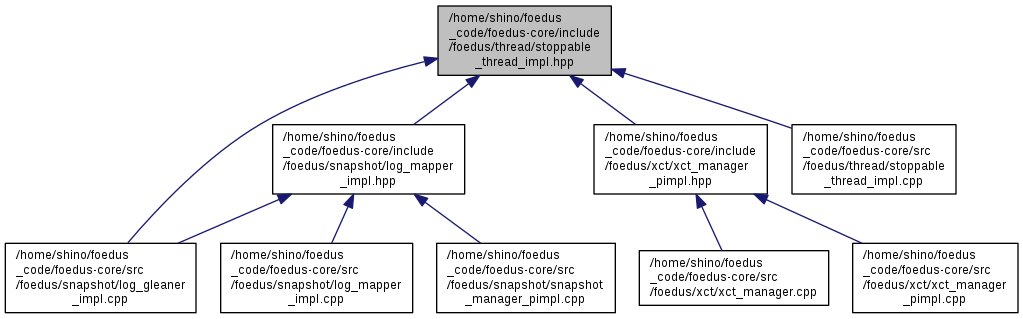 /home/shino/foedus
_code/foedus-core/include
/foedus/thread/stoppable
_thread_impl.hpp
/home/shino/foedus
_code/foedus-core/include
/foedus/snapshot/log_mapper
_impl.hpp
/home/shino/foedus
_code/foedus-core/include
/foedus/xct/xct_manager
_pimpl.hpp
/home/shino/foedus
_code/foedus-core/src
/foedus/thread/stoppable
_thread_impl.cpp
/home/shino/foedus
_code/foedus-core/src
/foedus/snapshot/log_gleaner
_impl.cpp
/home/shino/foedus
_code/foedus-core/src
/foedus/snapshot/log_mapper
_impl.cpp
/home/shino/foedus
_code/foedus-core/src
/foedus/snapshot/snapshot
_manager_pimpl.cpp
/home/shino/foedus
_code/foedus-core/src
/foedus/xct/xct_manager.cpp
/home/shino/foedus
_code/foedus-core/src
/foedus/xct/xct_manager
_pimpl.cpp